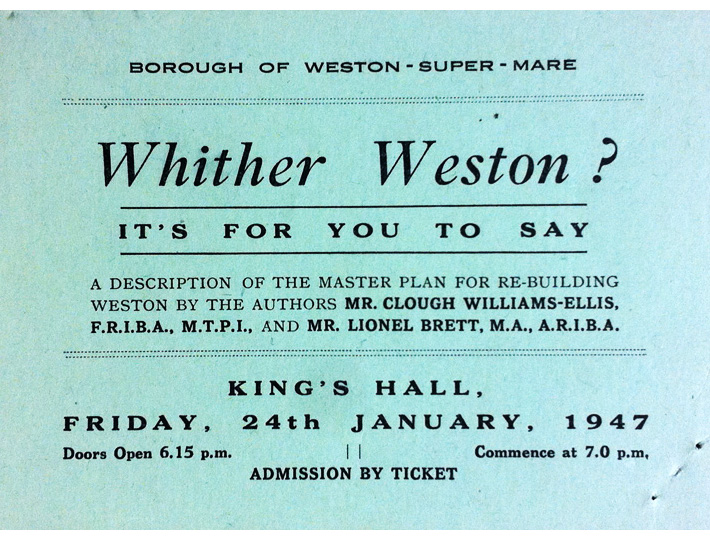 BOROUGH OF WESTON-SUPER-MARE
Whither Weston ?
IT'S FOR YOU TO SAY
A DESCRIPTION OF THE MASTER PLAN FOR RE-BUILDING
WESTON BY THE AUTHORS MR. CLOUGH WILLIAMS-ELLIS,
F.R.I.B.A., M.T.P.I., AND MR. LIONEL BRETT, M.A., A.R.I.B.A.
KING'S HALL,
FRIDAY, 24th JANUARY, 1947
Doors Open 6.15 p.m. || Commence at 7.0 p.m.
ADMISSION BY TICKET